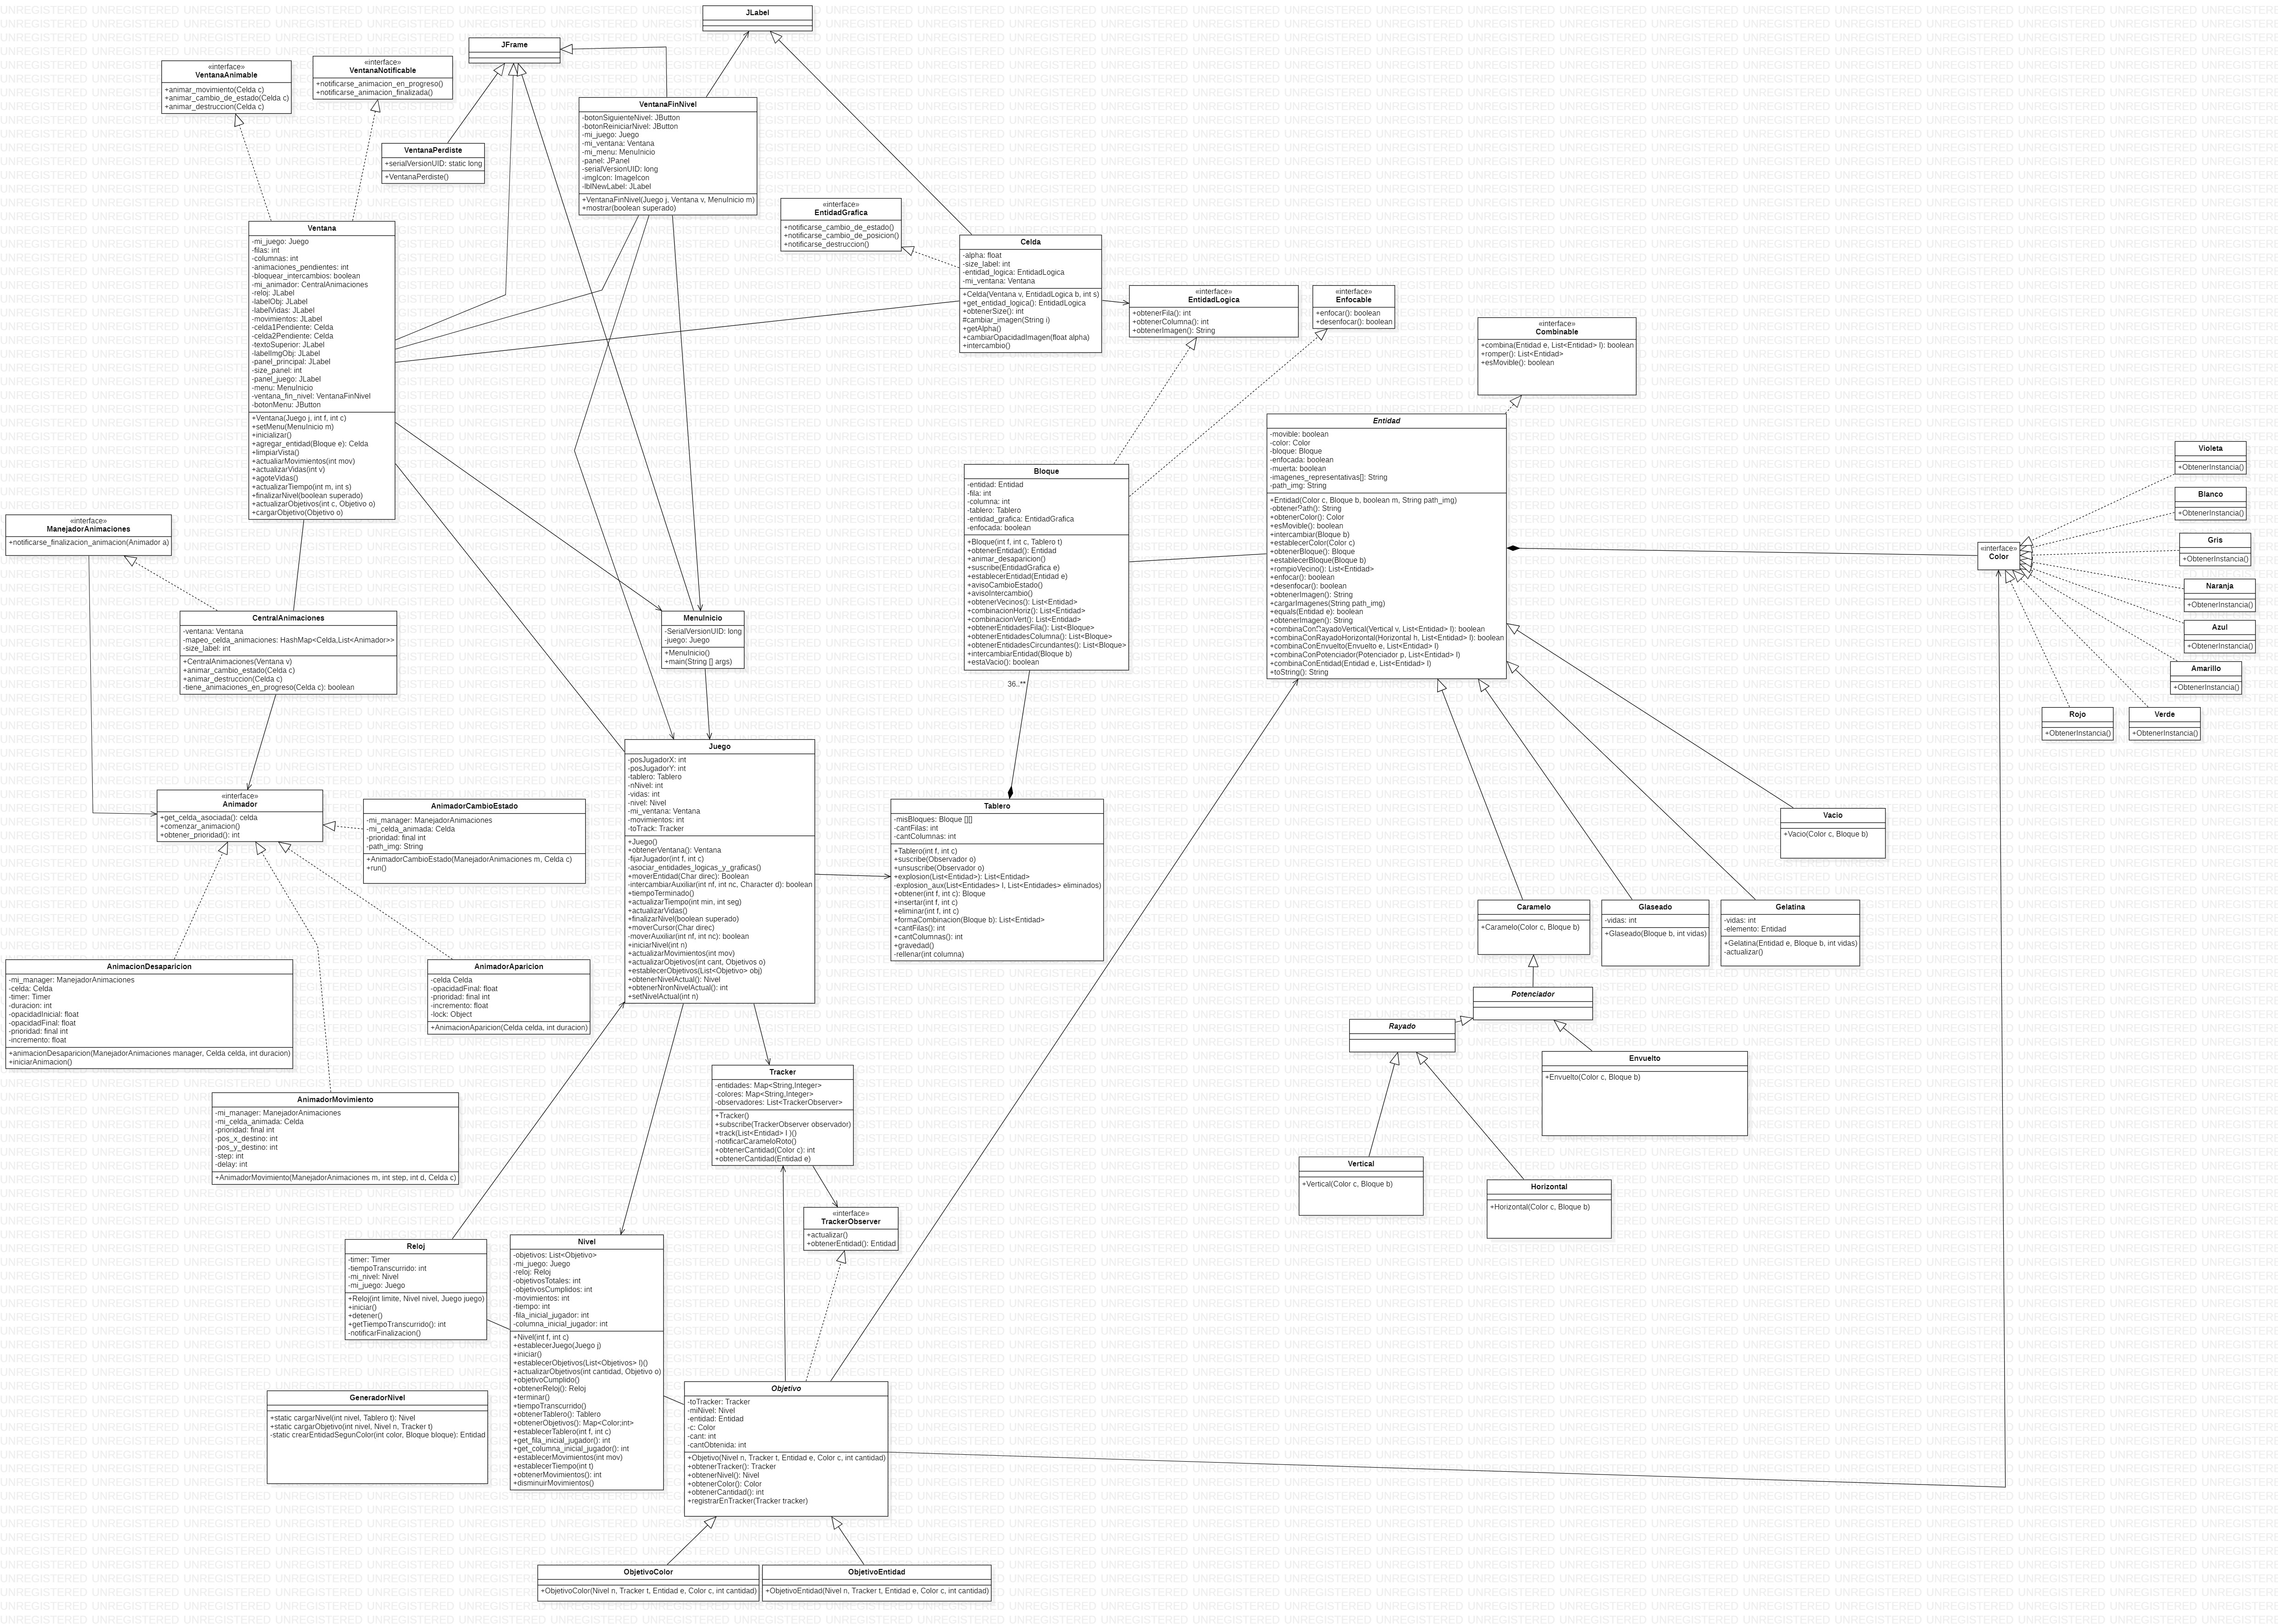 JLabel
JFrame
«interface»
VentanaAnimable
+animar_movimiento(Celda c)
+animar_cambio_de_estado(Celda c)
+animar_destruccion(Celda c)
«interface»
VentanaNotificable
+notificarse_animacion_en_progreso()
+notificarse_animacion_finalizada()
VentanaPerdiste
+serialVersionUID: static long
+VentanaPerdiste()
VentanaFinNivel
-botonSiguienteNivel: JButton
-botonReiniciarNivel: JButton
-mi_juego: Juego
-mi_ventana: Ventana
-mi_menu: MenuInicio
-panel: JPanel
-serialVersionUID: long
-imgIcon: ImageIcon
-lblNewLabel: JLabel
+VentanaFinNivel(Juego j, Ventana v, MenuInicio m)
+mostrar(boolean superado)
«interface»
EntidadGrafica
+notificarse_cambio_de_estado()
+notificarse_cambio_de_posicion()
+notificarse_destruccion()
Celda
-alpha: float
-size_label: int
-entidad_logica: EntidadLogica
-mi_ventana: Ventana
+Celda(Ventana v, EntidadLogica b, int s)
+get_entidad_logica(): EntidadLogica
+obtenerSize(): int
#cambiar_imagen(String i)
+getAlpha()
+cambiarOpacidadImagen(float alpha)
+intercambio()
«interface»
EntidadLogica
+obtenerFila(): int
+obtenerColumna(): int
+obtenerImagen(): String
«interface»
Enfocable
+enfocar(): boolean
+desenfocar(): boolean
«interface»
Combinable
+combina(Entidad e, List<Entidad> l): boolean
+romper(): List<Entidad>
+esMovible(): boolean
Ventana
-mi_juego: Juego
-filas: int
-columnas: int
-animaciones_pendientes: int
-bloquear_intercambios: boolean
-mi_animador: CentralAnimaciones
-reloj: JLabel
-labelObj: JLabel
-labelVidas: JLabel
-movimientos: JLabel
-celda1Pendiente: Celda
-celda2Pendiente: Celda
-textoSuperior: JLabel
-labelImgObj: JLabel
-panel_principal: JLabel
-size_panel: int
-panel_juego: JLabel
-menu: MenuInicio
-ventana_fin_nivel: VentanaFinNivel
-botonMenu: JButton
+Ventana(Juego j, int f, int c)
+setMenu(MenuInicio m)
+inicializar()
+agregar_entidad(Bloque e): Celda
+limpiarVista()
+actualiarMovimientos(int mov)
+actualizarVidas(int v)
+agoteVidas()
+actualizarTiempo(int m, int s)
+finalizarNivel(boolean superado)
+actualizarObjetivos(int c, Objetivo o)
+cargarObjetivo(Objetivo o)
«interface»
ManejadorAnimaciones
+notificarse_finalizacion_animacion(Animador a)
CentralAnimaciones
-ventana: Ventana
-mapeo_celda_animaciones: HashMap<Celda,List<Animador>>
-size_label: int
+CentralAnimaciones(Ventana v)
+animar_cambio_estado(Celda c)
+animar_destruccion(Celda c)
-tiene_animaciones_en_progreso(Celda c): boolean
MenuInicio
-SerialVersionUID: long
-juego: Juego
+MenuInicio()
+main(String [] args)
Bloque
-entidad: Entidad
-fila: int
-columna: int
-tablero: Tablero
-entidad_grafica: EntidadGrafica
-enfocada: boolean
+Bloque(int f, int c, Tablero t)
+obtenerEntidad(): Entidad
+animar_desaparicion()
+suscribe(EntidadGrafica e)
+establecerEntidad(Entidad e)
+avisoCambioEstado()
+avisoIntercambio()
+obtenerVecinos(): List<Entidad>
+combinacionHoriz(): List<Entidad>
+combinacionVert(): List<Entidad>
+obtenerEntidadesFila(): List<Bloque>
+obtenerEntidadesColumna(): List<Bloque>
+obtenerEntidadesCircundantes(): List<Bloque>
+intercambiarEntidad(Bloque b)
+estaVacio(): boolean
36..**
Entidad
-movible: boolean
-color: Color
-bloque: Bloque
-enfocada: boolean
-muerta: boolean
-imagenes_representativas[]: String
-path_img: String
+Entidad(Color c, Bloque b, boolean m, String path_img)
-obtenerPath(): String
+obtenerColor(): Color
+esMovible(): boolean
+intercambiar(Bloque b)
+establecerColor(Color c)
+obtenerBloque(): Bloque
+establecerBloque(Bloque b)
+rompioVecino(): List<Entidad>
+enfocar(): boolean
+desenfocar(): boolean
+obtenerImagen(): String
+cargarImagenes(String path_img)
+equals(Entidad e): boolean
+obtenerImagen(): String
+combinaConRayadoVertical(Vertical v, List<Entidad> l): boolean
+combinaConRayadoHorizontal(Horizontal h, List<Entidad> l): boolean
+combinaConEnvuelto(Envuelto e, List<Entidad> l)
+combinaConPotenciador(Potenciador p, List<Entidad> l)
+combinaConEntidad(Entidad e, List<Entidad> l)
+toString(): String
«interface»
Color
Violeta
+ObtenerInstancia()
Blanco
+ObtenerInstancia()
Gris
+ObtenerInstancia()
Naranja
+ObtenerInstancia()
Azul
+ObtenerInstancia()
Amarillo
+ObtenerInstancia()
Rojo
+ObtenerInstancia()
Verde
+ObtenerInstancia()
«interface»
Animador
+get_celda_asociada(): celda
+comenzar_animacion()
+obtener_prioridad(): int
AnimadorCambioEstado
-mi_manager: ManejadorAnimaciones
-mi_celda_animada: Celda
-prioridad: final int
-path_img: String
+AnimadorCambioEstado(ManejadorAnimaciones m, Celda c)
+run()
Juego
-posJugadorX: int
-posJugadorY: int
-tablero: Tablero
-nNivel: int
-vidas: int
-nivel: Nivel
-mi_ventana: Ventana
-movimientos: int
-toTrack: Tracker
+Juego()
+obtenerVentana(): Ventana
-fijarJugador(int f, int c)
-asociar_entidades_logicas_y_graficas()
+moverEntidad(Char direc): Boolean
-intercambiarAuxiliar(int nf, int nc, Character d): boolean
+tiempoTerminado()
+actualizarTiempo(int min, int seg)
+actualizarVidas()
+finalizarNivel(boolean superado)
+moverCursor(Char direc)
-moverAuxiliar(int nf, int nc): boolean
+iniciarNivel(int n)
+actualizarMovimientos(int mov)
+actualizarObjetivos(int cant, Objetivos o)
+establecerObjetivos(List<Objetivo> obj)
+obtenerNivelActual(): Nivel
+obtenerNronNivelActual(): int
+setNivelActual(int n)
Tablero
-misBloques: Bloque [][]
-cantFilas: int
-cantColumnas: int
+Tablero(int f, int c)
+suscribe(Observador o)
+unsuscribe(Observador o)
+explosion(List<Entidad>): List<Entidad>
-explosion_aux(List<Entidades> l, List<Entidades> eliminados)
+obtener(int f, int c): Bloque
+insertar(int f, int c)
+eliminar(int f, int c)
+formaCombinacion(Bloque b): List<Entidad>
+cantFilas(): int
+cantColumnas(): int
+gravedad()
-rellenar(int columna)
Vacio
+Vacio(Color c, Bloque b)
Caramelo
+Caramelo(Color c, Bloque b)
Glaseado
-vidas: int
+Glaseado(Bloque b, int vidas)
Gelatina
-vidas: int
-elemento: Entidad
+Gelatina(Entidad e, Bloque b, int vidas)
-actualizar()
Potenciador
Rayado
Envuelto
+Envuelto(Color c, Bloque b)
Vertical
+Vertical(Color c, Bloque b)
Horizontal
+Horizontal(Color c, Bloque b)
AnimacionDesaparicion
-mi_manager: ManejadorAnimaciones
-celda: Celda
-timer: Timer
-duracion: int
-opacidadInicial: float
-opacidadFinal: float
-prioridad: final int
-incremento: float
+animacionDesaparicion(ManejadorAnimaciones manager, Celda celda, int duracion)
+iniciarAnimacion()
AnimadorAparicion
-celda Celda
-opacidadFinal: float
-prioridad: final int
-incremento: float
-lock: Object
+AnimacionAparicion(Celda celda, int duracion)
AnimadorMovimiento
-mi_manager: ManejadorAnimaciones
-mi_celda_animada: Celda
-prioridad: final int
-pos_x_destino: int
-pos_y_destino: int
-step: int
-delay: int
+AnimadorMovimiento(ManejadorAnimaciones m, int step, int d, Celda c)
Tracker
-entidades: Map<String,Integer>
-colores: Map<String,Integer>
-observadores: List<TrackerObserver>
+Tracker()
+subscribe(TrackerObserver observador)
+track(List<Entidad> l )()
-notificarCarameloRoto()
+obtenerCantidad(Color c): int
+obtenerCantidad(Entidad e)
«interface»
TrackerObserver
+actualizar()
+obtenerEntidad(): Entidad
Reloj
-timer: Timer
-tiempoTranscurrido: int
-mi_nivel: Nivel
-mi_juego: Juego
+Reloj(int limite, Nivel nivel, Juego juego)
+iniciar()
+detener()
+getTiempoTranscurrido(): int
-notificarFinalizacion()
Nivel
-objetivos: List<Objetivo>
-mi_juego: Juego
-reloj: Reloj
-objetivosTotales: int
-objetivosCumplidos: int
-movimientos: int
-tiempo: int
-fila_inicial_jugador: int
-columna_inicial_jugador: int
+Nivel(int f, int c)
+establecerJuego(Juego j)
+iniciar()
+establecerObjetivos(List<Objetivos> l)()
+actualizarObjetivos(int cantidad, Objetivo o)
+objetivoCumplido()
+obtenerReloj(): Reloj
+terminar()
+tiempoTranscurrido()
+obtenerTablero(): Tablero
+obtenerObjetivos(): Map<Color;int>
+establecerTablero(int f, int c)
+get_fila_inicial_jugador(): int
+get_columna_inicial_jugador(): int
+establecerMovimientos(int mov)
+establecerTiempo(int t)
+obtenerMovimientos(): int
+disminuirMovimientos()
GeneradorNivel
+static cargarNivel(int nivel, Tablero t): Nivel
+static cargarObjetivo(int nivel, Nivel n, Tracker t)
-static crearEntidadSegunColor(int color, Bloque bloque): Entidad
Objetivo
-toTracker: Tracker
-miNivel: Nivel
-entidad: Entidad
-c: Color
-cant: int
-cantObtenida: int
+Objetivo(Nivel n, Tracker t, Entidad e, Color c, int cantidad)
+obtenerTracker(): Tracker
+obtenerNivel(): Nivel
+obtenerColor(): Color
+obtenerCantidad(): int
+registrarEnTracker(Tracker tracker)
ObjetivoColor
+ObjetivoColor(Nivel n, Tracker t, Entidad e, Color c, int cantidad)
ObjetivoEntidad
+ObjetivoEntidad(Nivel n, Tracker t, Entidad e, Color c, int cantidad)
UNREGISTERED